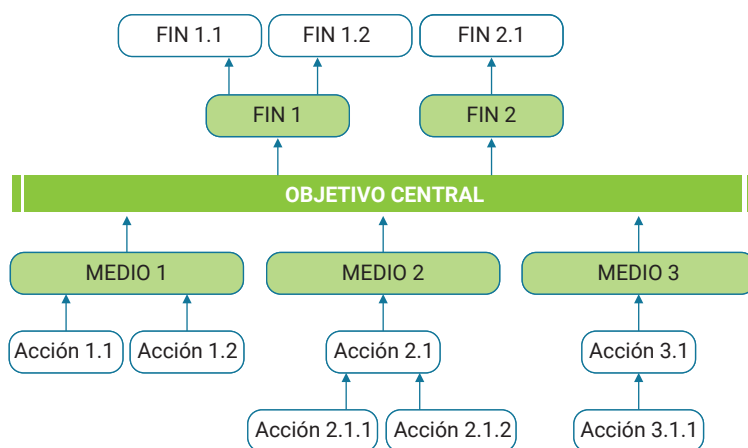 FIN 1.1
FIN 1.2
FIN 2.1
FIN 1
FIN 2
OBJETIVO CENTRAL
MEDIO 1
MEDIO 2
MEDIO 3
Acción 1.1
Acción 1.2
Acción 2.1
Acción 3.1
Acción 2.1.1
Acción 2.1.2
Acción 3.1.1